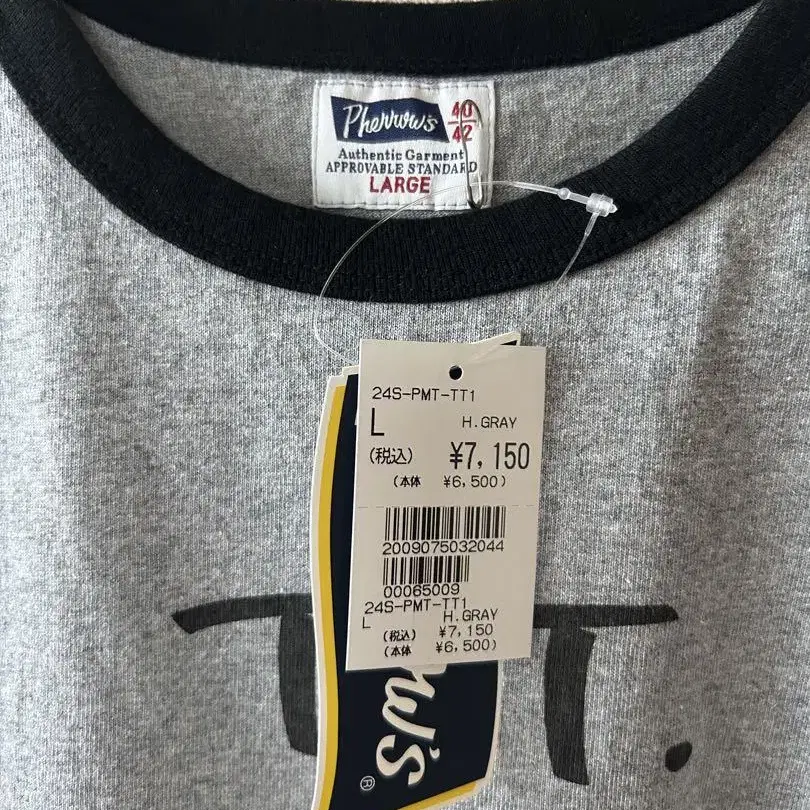 Pherrow's
40
42
Authentic Garment
APPROVABLE STANDARD
LARGE
24S-PMT-TT1
L H.GRAY
(税込) ¥7,150
(本体 ¥6,500)
2009075032044
00065009
24S-PMT-TT1
L H.GRAY
(税込) ¥7,150
(本体 ¥6,500)
w's
®
T.